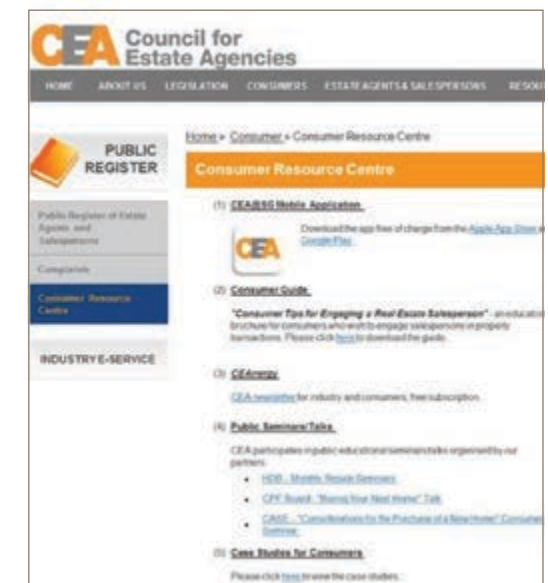 CEA Council for
Estate Agencies
HOME ABOUT US LEGISLATION CONSUMERS ESTATE AGENTS & SALESPERSONS
PUBLIC
REGISTER
Public Register of Estate
Agents and
Salespersons
Complaints
Consumer Resource
Centre
INDUSTRY E-SERVICE
Home » Consumer » Consumer Resource Centre
Consumer Resource Centre
(1) CEA@SG Mobile Application
Download the app free of charge from the Apple App Store
Google Play
CEA
(2) Consumer Guide
"Consumer Tips for Engaging a Real Estate Salesperson" - an
brochure for consumers who wish to engage salespersons in property
transactions. Please click here to download the guide.
(3) CEAnergy
CEA newsletter for industry and consumers, free subscription.
(4) Public Seminars/Talks
CEA participates in public educational seminars/talks organised by our
partners:
• HDB - Monthly Resale Seminars
• CPF Board - "Buying Your Next Home" Talk
• CASE - "Considerations for the Purchase of a New Home" Consumer
Seminar
(5) Case Studies for Consumers
Please click here to view the case studies.